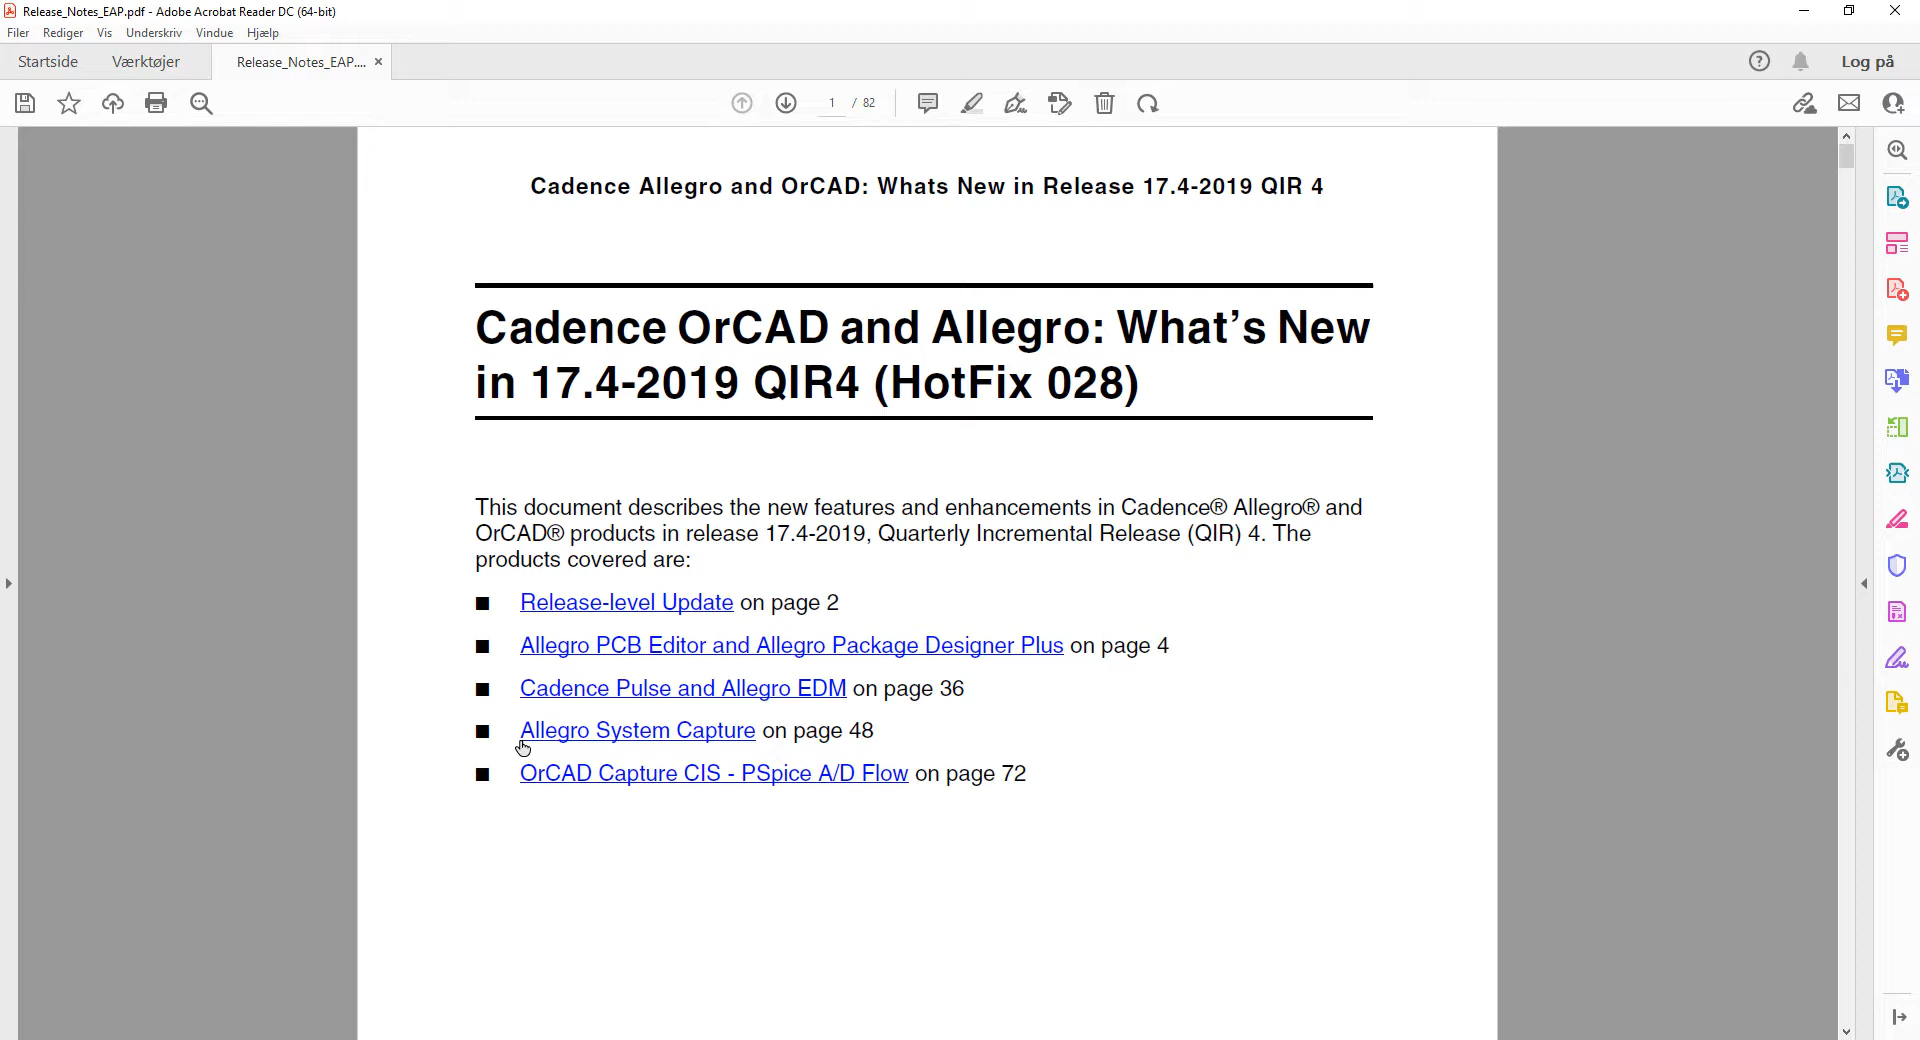 Release_Notes_EAP.pdf - Adobe Acrobat Reader DC (64-bit)
Filer Rediger Vis Underskriv Vindue Hjælp
Startside Værktøjer Release_Notes_EAP.... × Log på
1 / 82
Cadence Allegro and OrCAD: Whats New in Release 17.4-2019 QIR 4
Cadence OrCAD and Allegro: What’s New
in 17.4-2019 QIR4 (HotFix 028)
This document describes the new features and enhancements in Cadence® Allegro® and
OrCAD® products in release 17.4-2019, Quarterly Incremental Release (QIR) 4. The
products covered are:
■ Release-level Update on page 2
■ Allegro PCB Editor and Allegro Package Designer Plus on page 4
■ Cadence Pulse and Allegro EDM on page 36
■ Allegro System Capture on page 48
■ OrCAD Capture CIS - PSpice A/D Flow on page 72